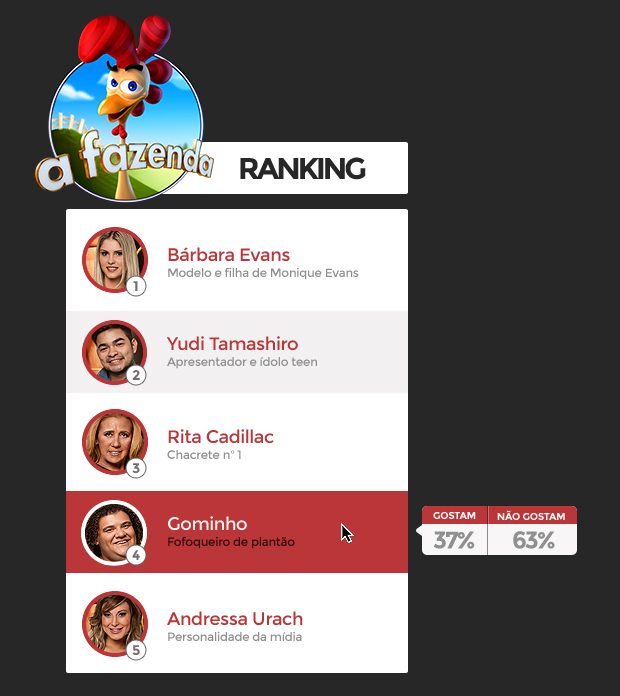 a fazenda
RANKING
Bárbara Evans
Modelo e filha de Monique Evans
1
Yudi Tamashiro
Apresentador e ídolo teen
2
Rita Cadillac
Chacrete n°1
3
Gominho
Fofoqueiro de plantão
4
GOSTAM NÃO GOSTAM
37% 63%
Andressa Urach
Personalidade da mídia
5